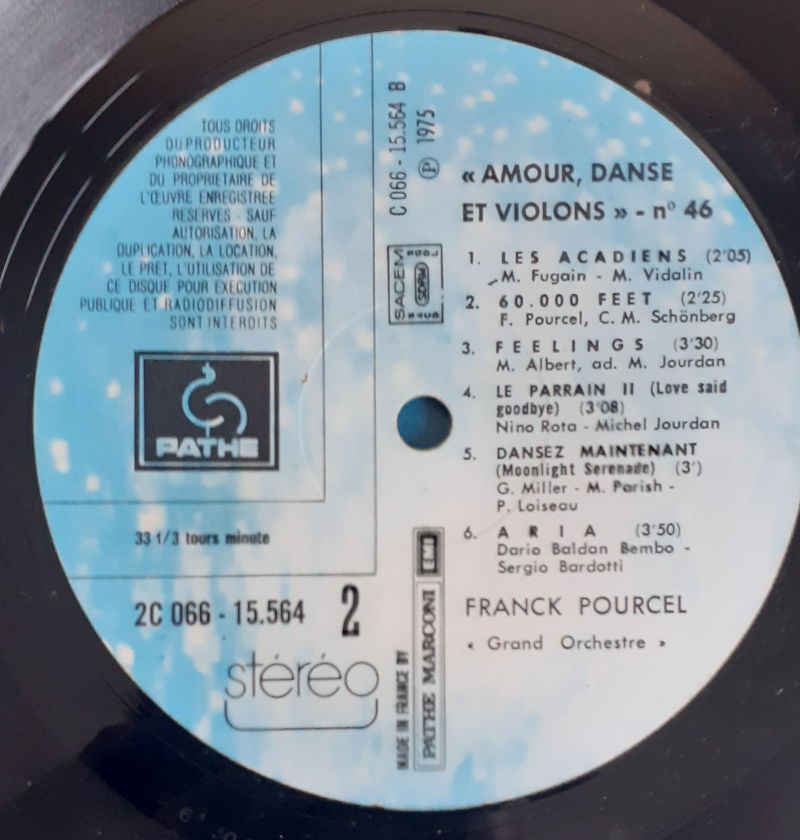 TOUS DROITS
DU PRODUCTEUR
PHONOGRAPHIQUE ET
DU PROPRIETAIRE DE
L'ŒUVRE ENREGISTREE
RESERVES - SAUF
AUTORISATION, LA
DUPLICATION, LA LOCATION,
LE PRET, L'UTILISATION DE
CE DISQUE POUR EXECUTION
PUBLIQUE ET RADIODIFFUSION
SONT INTERDITS
PATHE
33 1/3 tours minute
2C 066 - 15.564 2
stéréo
C 066 - 15.564 B
℗ 1975
SACEM
SDRM
MADE IN FRANCE BY
PATHE MARCONI EMI
« AMOUR, DANSE
ET VIOLONS » - n° 46
1. LES ACADIENS (2'05)
M. Fugain - M. Vidalin
2. 60.000 FEET (2'25)
F. Pourcel, C. M. Schönberg
3. FEELINGS (3'30)
M. Albert, ad. M. Jourdan
4. LE PARRAIN II (Love said
goodbye) (3'08)
Nino Rota - Michel Jourdan
5. DANSEZ MAINTENANT
(Moonlight Serenade) (3')
G. Miller - M. Parish -
P. Loiseau
6. ARIA (3'50)
Dario Baldan Bembo -
Sergio Bardotti
FRANCK POURCEL
« Grand Orchestre »